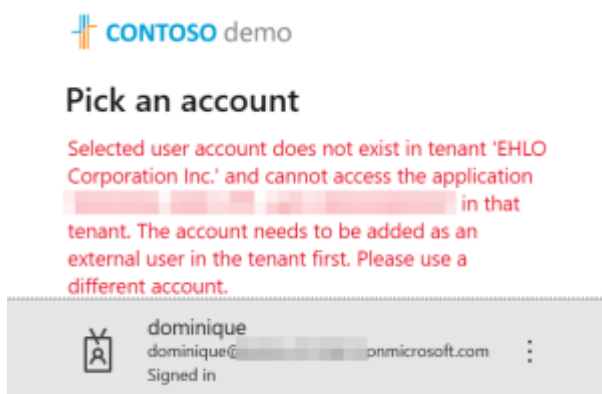 CONTOSO demo
Pick an account
Selected user account does not exist in tenant 'EHLO
Corporation Inc.' and cannot access the application
in that
tenant. The account needs to be added as an
external user in the tenant first. Please use a
different account.
dominique
dominique@ onmicrosoft.com
Signed in